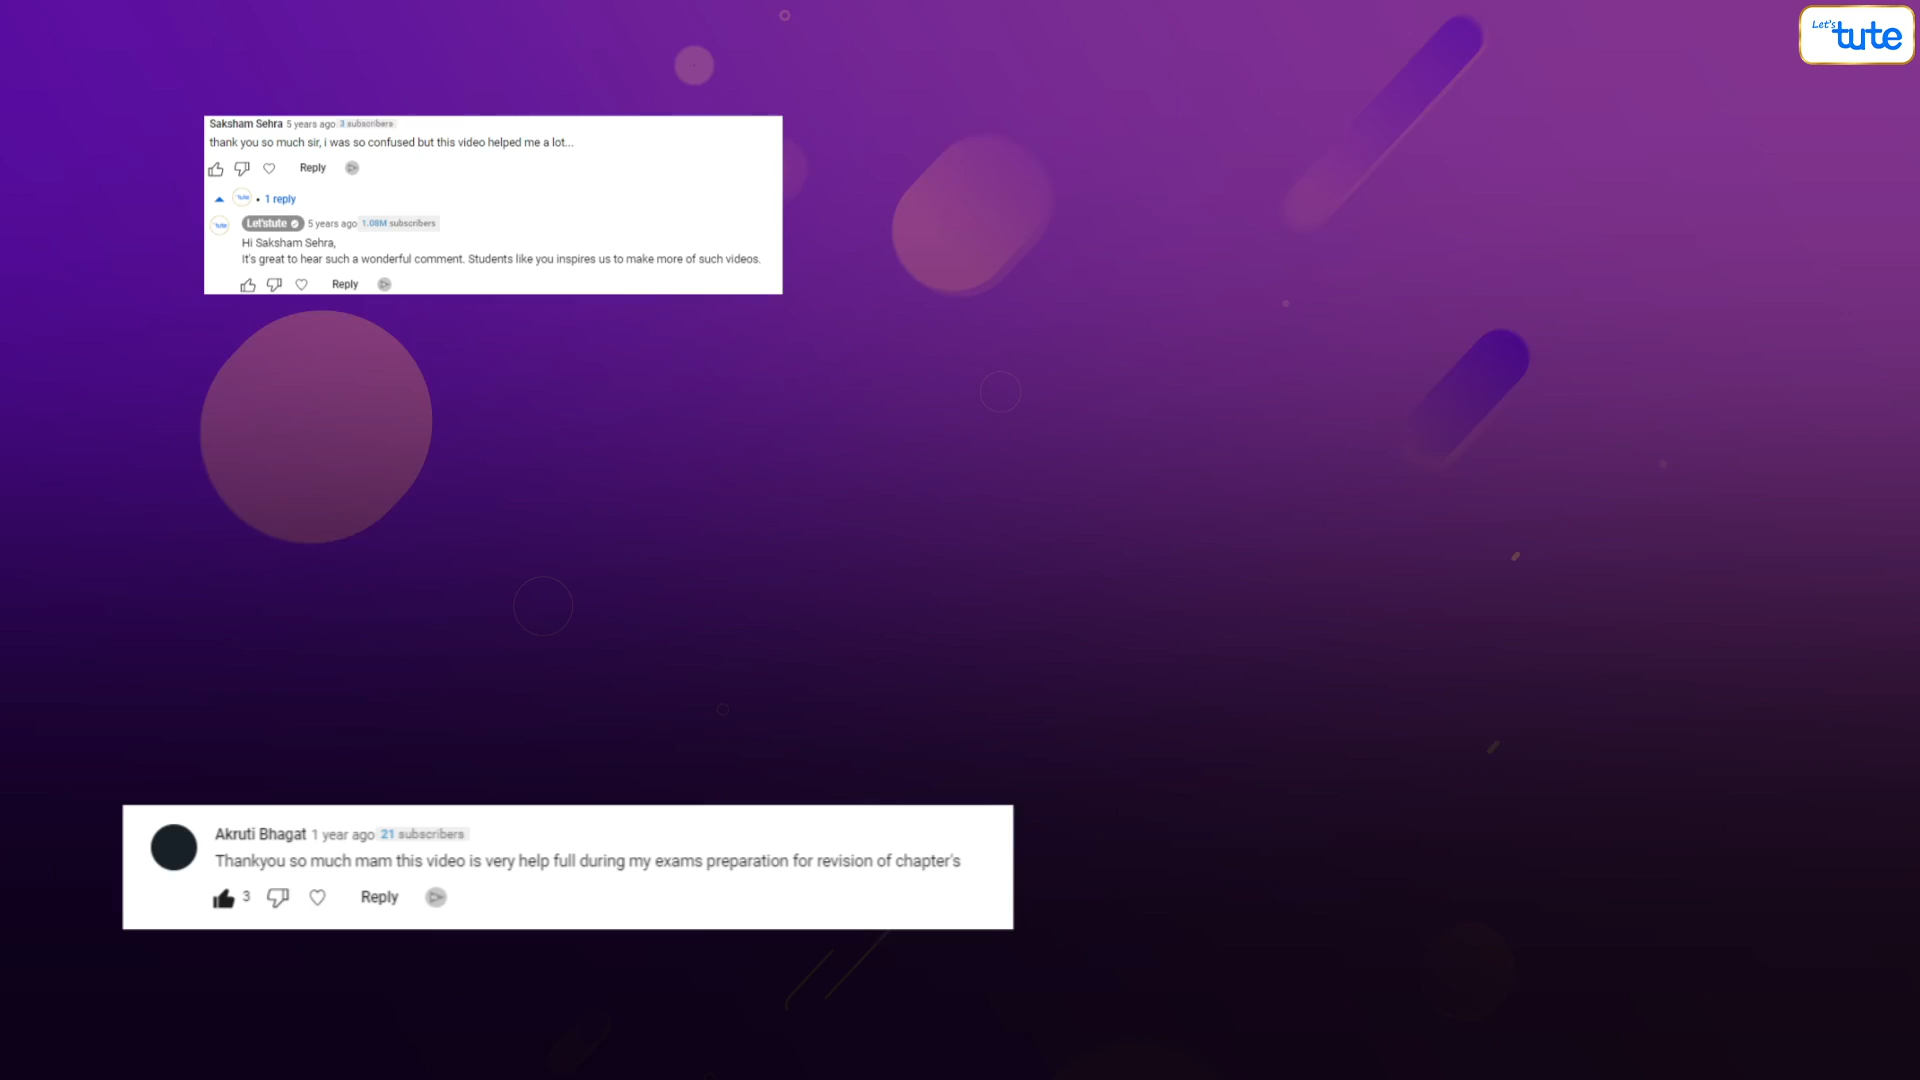 Let's
tute
Saksham Sehra 5 years ago 3 subscribers
thank you so much sir, i was so confused but this video helped me a lot...
Reply
tute • 1 reply
tute Let'stute 5 years ago 1.08M subscribers
Hi Saksham Sehra,
It's great to hear such a wonderful comment. Students like you inspires us to make more of such videos.
Reply
Akruti Bhagat 1 year ago 21 subscribers
Thankyou so much mam this video is very help full during my exams preparation for revision of chapter's
3 Reply